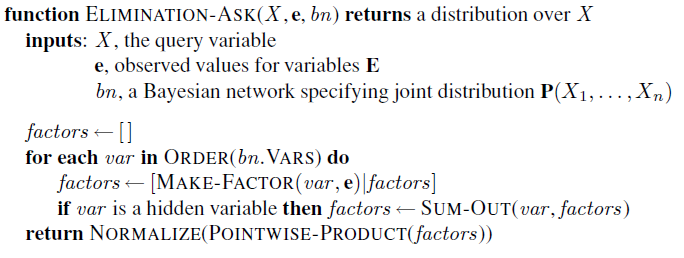 function ELIMINATION-ASK(X, e, bn) returns a distribution over X
inputs: X, the query variable
e, observed values for variables E
bn, a Bayesian network specifying joint distribution P(X₁, . . . , Xₙ)
factors ← [ ]
for each var in ORDER(bn.VARS) do
factors ← [MAKE-FACTOR(var, e)|factors]
if var is a hidden variable then factors ← SUM-OUT(var, factors)
return NORMALIZE(POINTWISE-PRODUCT(factors))